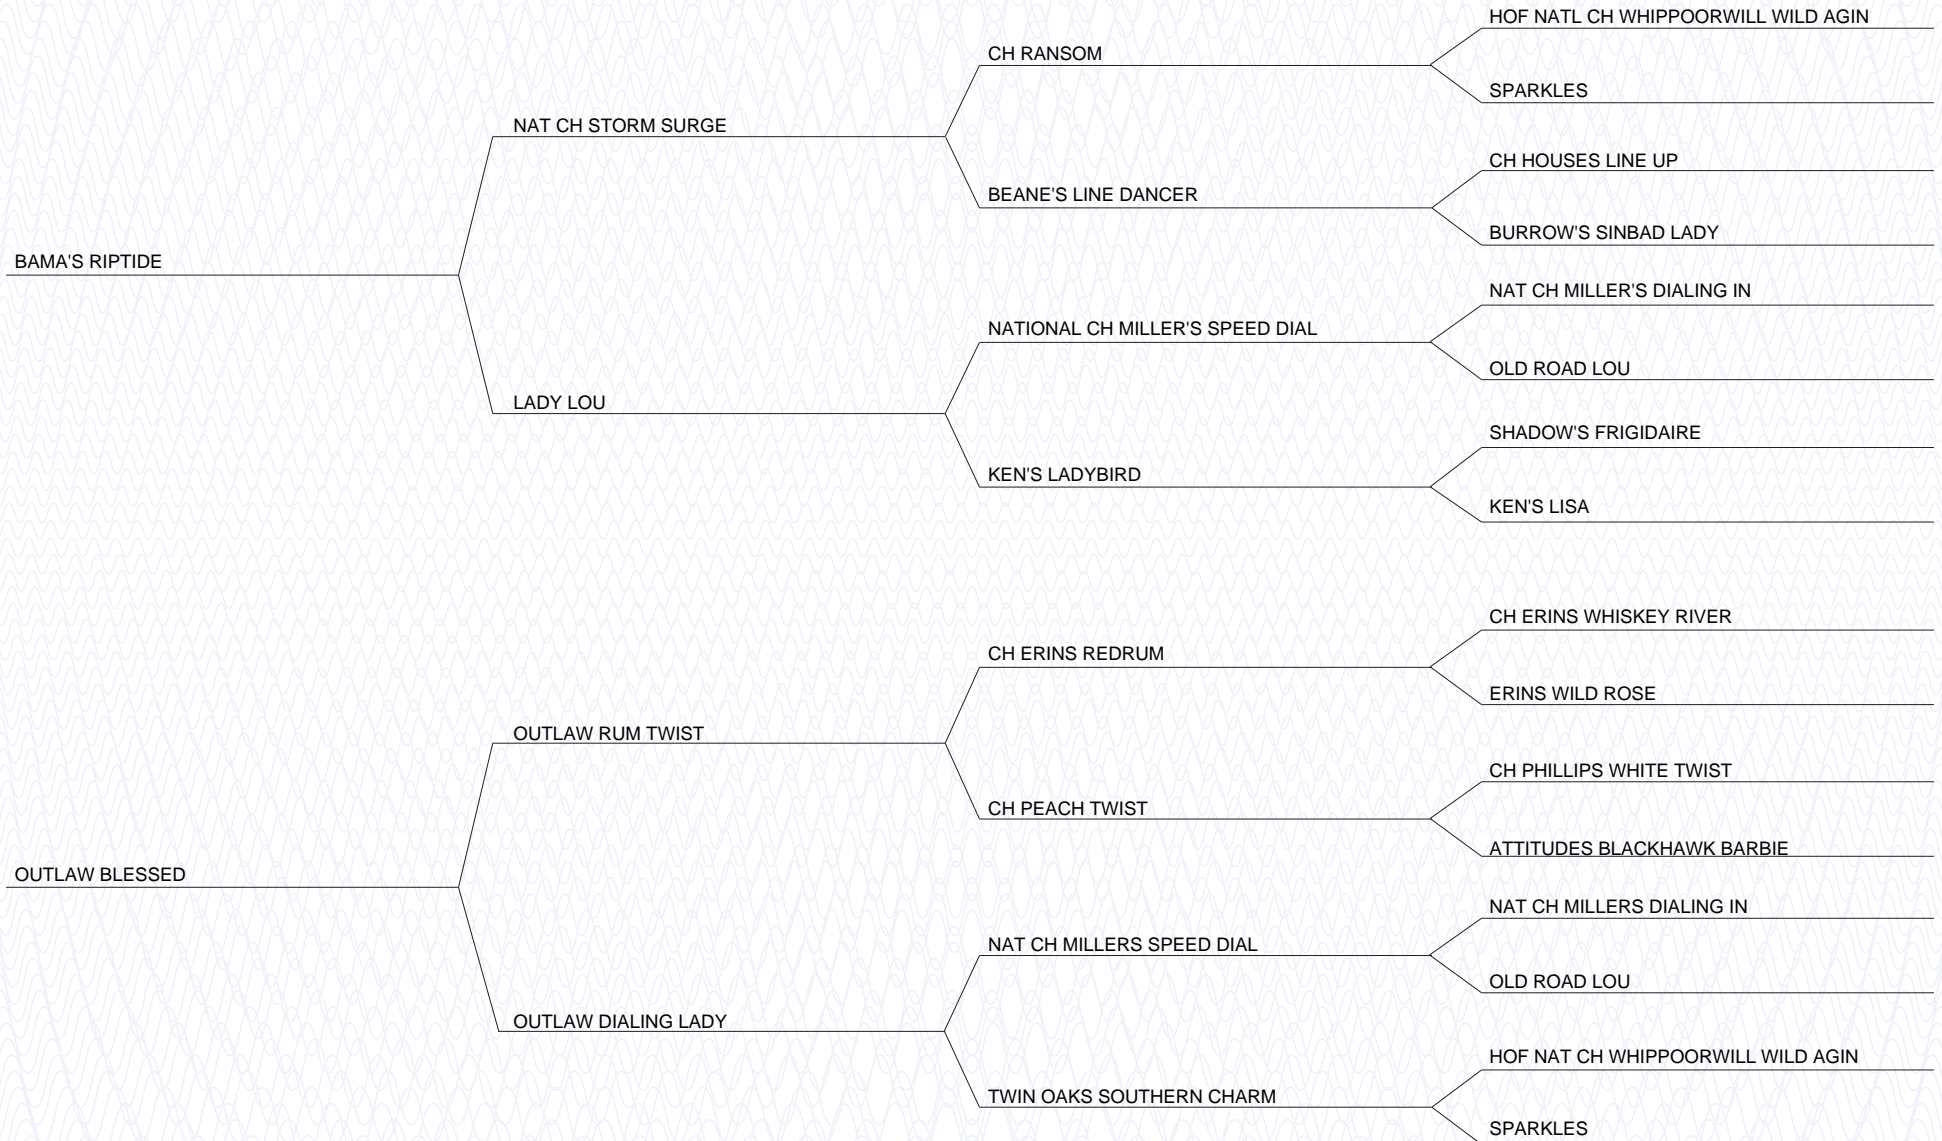 HOF NATL CH WHIPPOORWILL WILD AGIN
CH RANSOM
SPARKLES
NAT CH STORM SURGE
CH HOUSES LINE UP
BEANE'S LINE DANCER
BURROW'S SINBAD LADY
BAMA'S RIPTIDE
NAT CH MILLER'S DIALING IN
NATIONAL CH MILLER'S SPEED DIAL
OLD ROAD LOU
LADY LOU
SHADOW'S FRIGIDAIRE
KEN'S LADYBIRD
KEN'S LISA
CH ERINS WHISKEY RIVER
CH ERINS REDRUM
ERINS WILD ROSE
OUTLAW RUM TWIST
CH PHILLIPS WHITE TWIST
CH PEACH TWIST
ATTITUDES BLACKHAWK BARBIE
OUTLAW BLESSED
NAT CH MILLERS DIALING IN
NAT CH MILLERS SPEED DIAL
OLD ROAD LOU
OUTLAW DIALING LADY
HOF NAT CH WHIPPOORWILL WILD AGIN
TWIN OAKS SOUTHERN CHARM
SPARKLES